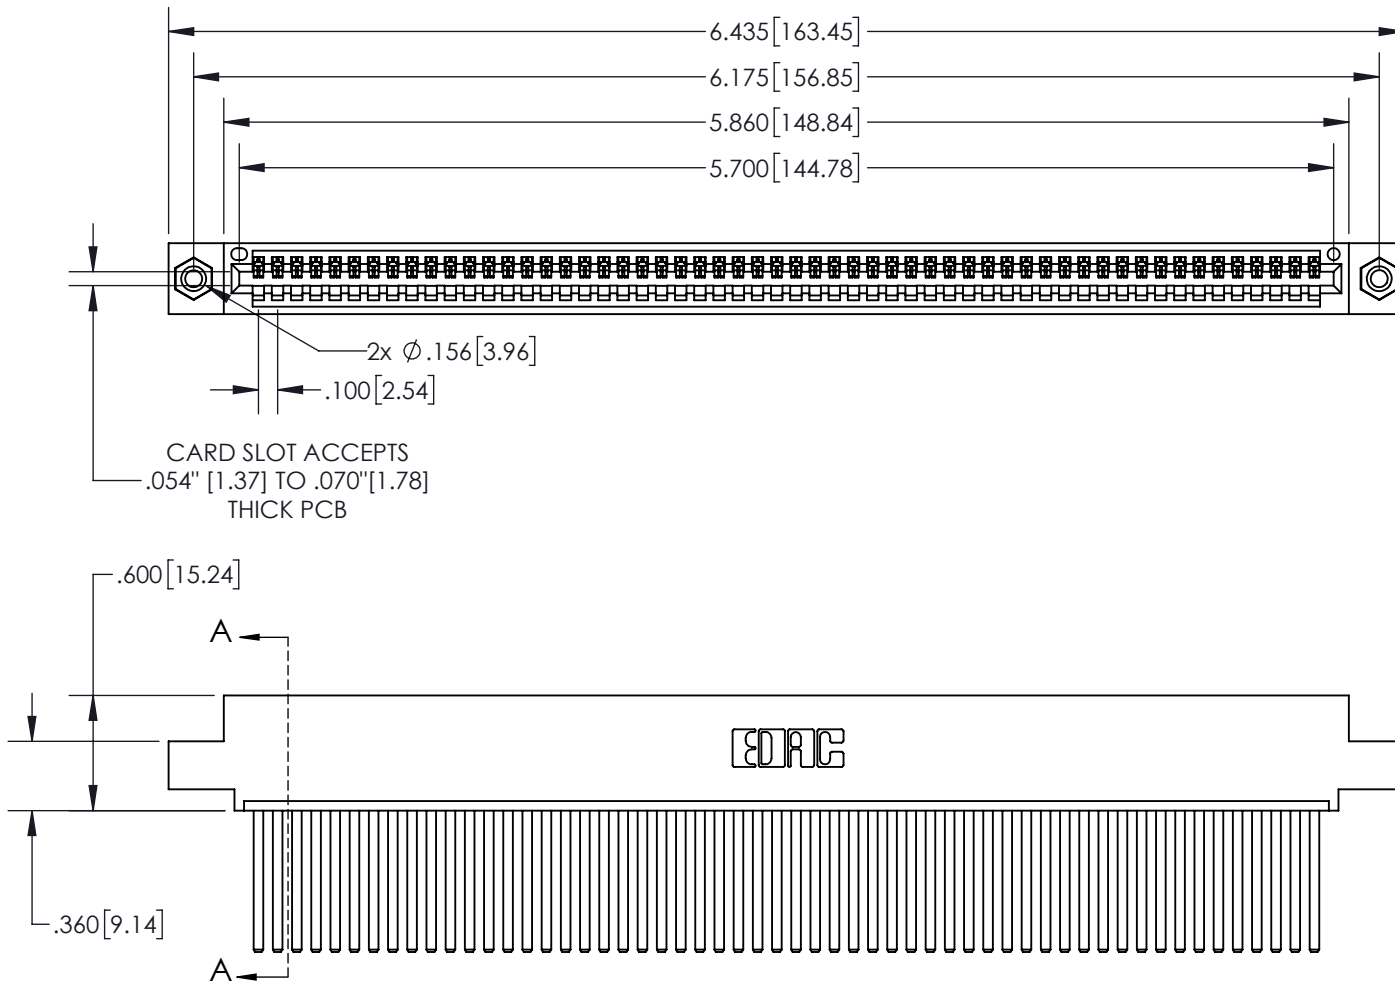 6.435[163.45]
6.175[156.85]
5.860[148.84]
5.700[144.78]
2x ∅.156[3.96]
.100[2.54]
CARD SLOT ACCEPTS
.054" [1.37] TO .070"[1.78]
THICK PCB
.600[15.24]
A
EDAC
.360[9.14]
A